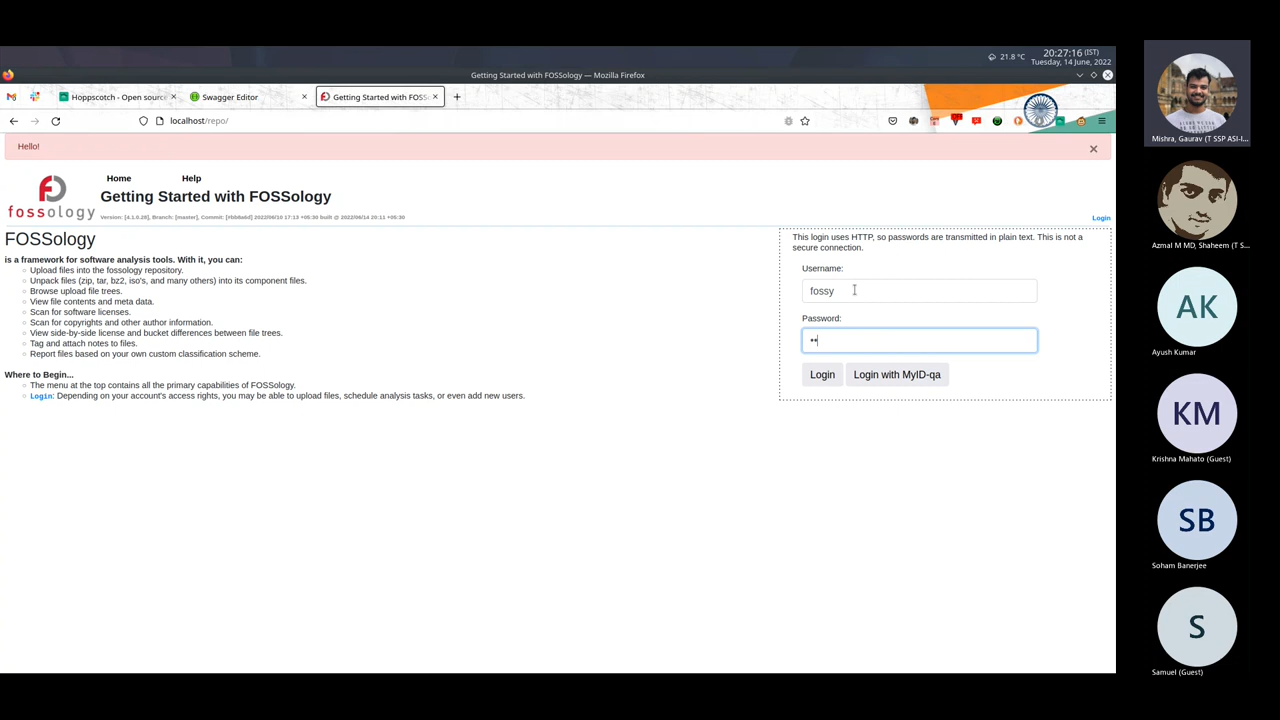 21.8 °C
20:27:16 (IST)
Tuesday, 14 June, 2022
Getting Started with FOSSology — Mozilla Firefox
Hoppscotch - Open source
Swagger Editor
Getting Started with FOSS
localhost/repo/
Hello!
Home Help
fossology
Getting Started with FOSSology
Login
FOSSology
is a framework for software analysis tools. With it, you can:
Upload files into the fossology repository.
Unpack files (zip, tar, bz2, iso's, and many others) into its component files.
Browse upload file trees.
View file contents and meta data.
Scan for software licenses.
Scan for copyrights and other author information.
View side-by-side license and bucket differences between file trees.
Tag and attach notes to files.
Report files based on your own custom classification scheme.
Where to Begin...
The menu at the top contains all the primary capabilities of FOSSology.
Login: Depending on your account's access rights, you may be able to upload files, schedule analysis tasks, or even add new users.
This login uses HTTP, so passwords are transmitted in plain text. This is not a
secure connection.
Username:
fossy
Password:
••
Login
Login with MyID-qa
Mishra, Gaurav (T SSP ASI-I...
Azmal M MD, Shaheem (T S...
AK
Ayush Kumar
KM
Krishna Mahato (Guest)
SB
Soham Banerjee
S
Samuel (Guest)